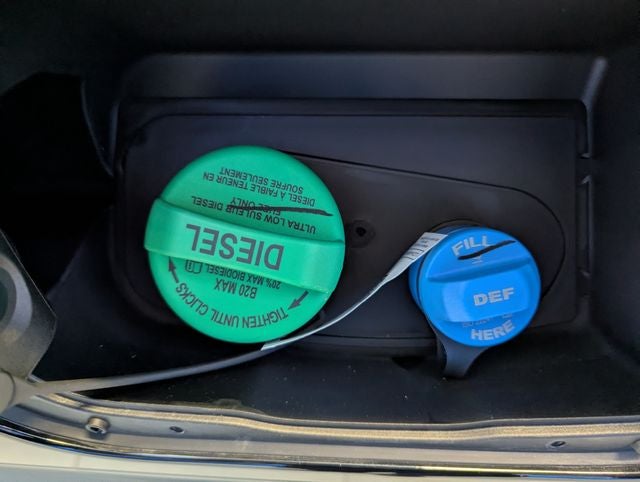 TIGHTEN UNTIL CLICKS
B20 MAX
20% MAX BIODIESEL
DIESEL
ULTRA LOW SULFUR DIESEL
FUEL ONLY
DIESEL À FAIBLE TENEUR EN
SOUFRE SEULEMENT
FILL
DEF
HERE